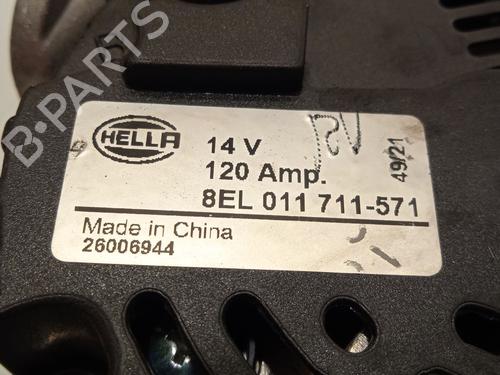 B-PARTS
HELLA
14 V
120 Amp.
8EL 011 711-571
49/21
Made in China
26006944